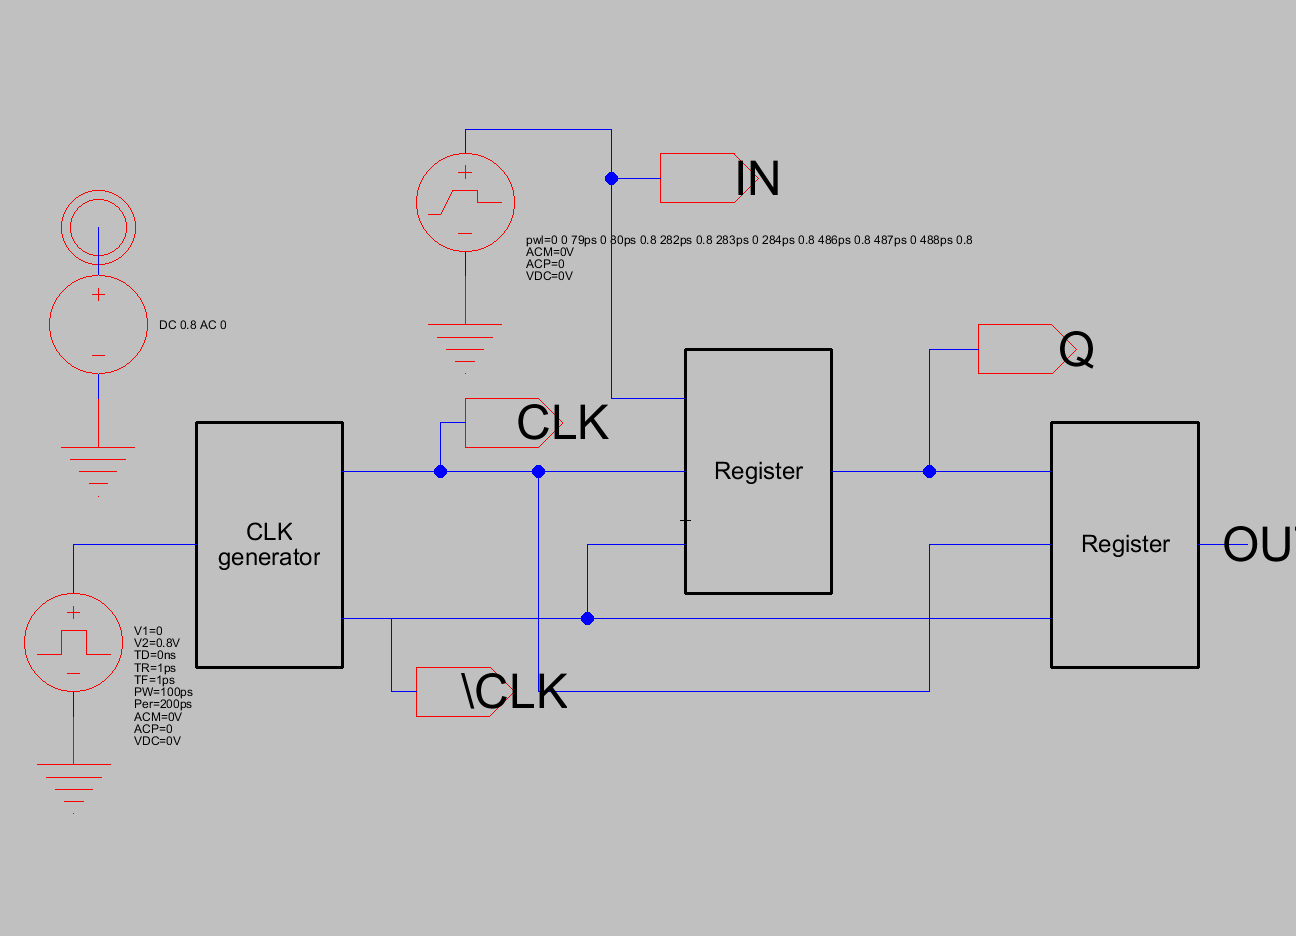 IN
pwl=0 0 79ps 0 80ps 0.8 282ps 0.8 283ps 0 284ps 0.8 486ps 0.8 487ps 0 488ps 0.8
ACM=0V
ACP=0
VDC=0V
DC 0.8 AC 0
Q
CLK
Register
CLK
generator
Register
OUT
V1=0
V2=0.8V
TD=0ns
TR=1ps
TF=1ps
PW=100ps
Per=200ps
ACM=0V
ACP=0
VDC=0V
\CLK